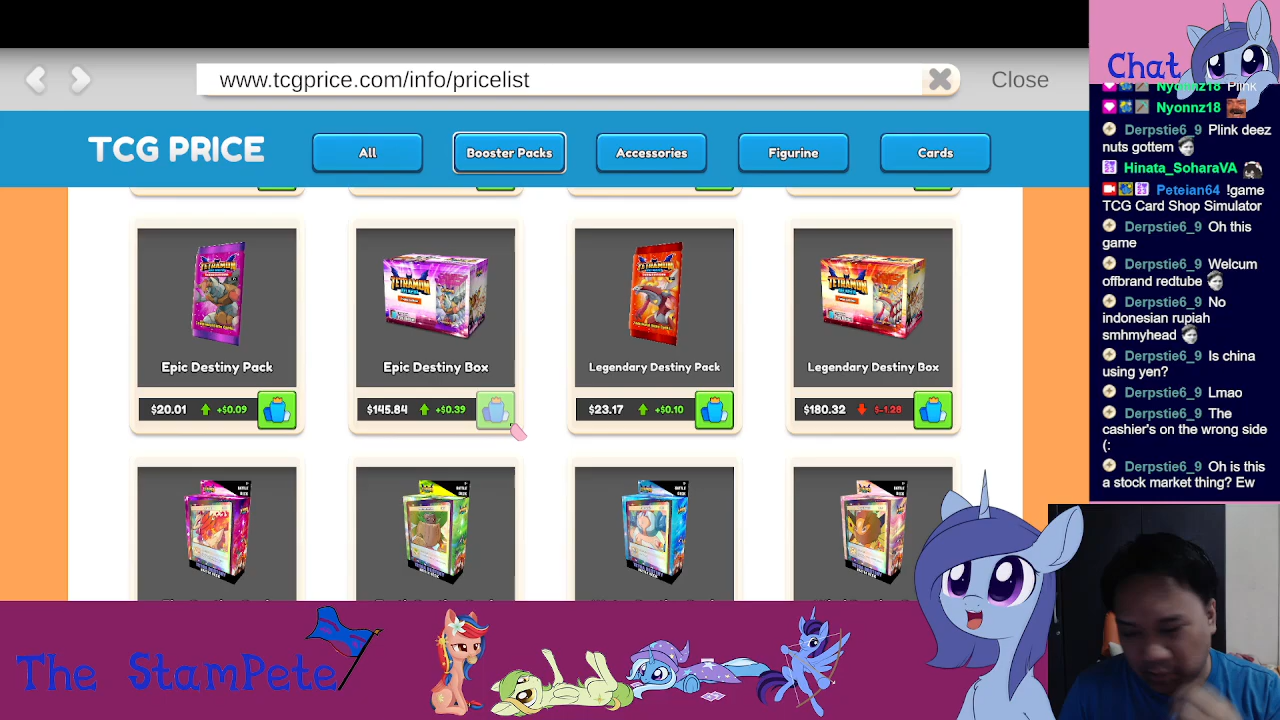 www.tcgprice.com/info/pricelist
Close
TCG PRICE
All
Booster Packs
Accessories
Figurine
Cards
Epic Destiny Pack
Epic Destiny Box
Legendary Destiny Pack
Legendary Destiny Box
$20.01 +$0.09
$145.84 +$0.39
$23.17 +$0.10
$180.32 $-1.28
The StamPete
Chat
Nyonnz18 Plink
Nyonnz18
Derpstie6_9 Plink deez
nuts gottem
Hinata_SoharaVA
Peteian64 !game
TCG Card Shop Simulator
Derpstie6_9 Oh this
game
Derpstie6_9 Welcum
offbrand redtube
Derpstie6_9 No
indonesian rupiah
smhmyhead
Derpstie6_9 Is china
using yen?
Derpstie6_9 Lmao
Derpstie6_9 The
cashier's on the wrong side
(:
Derpstie6_9 Oh is this
a stock market thing? Ew